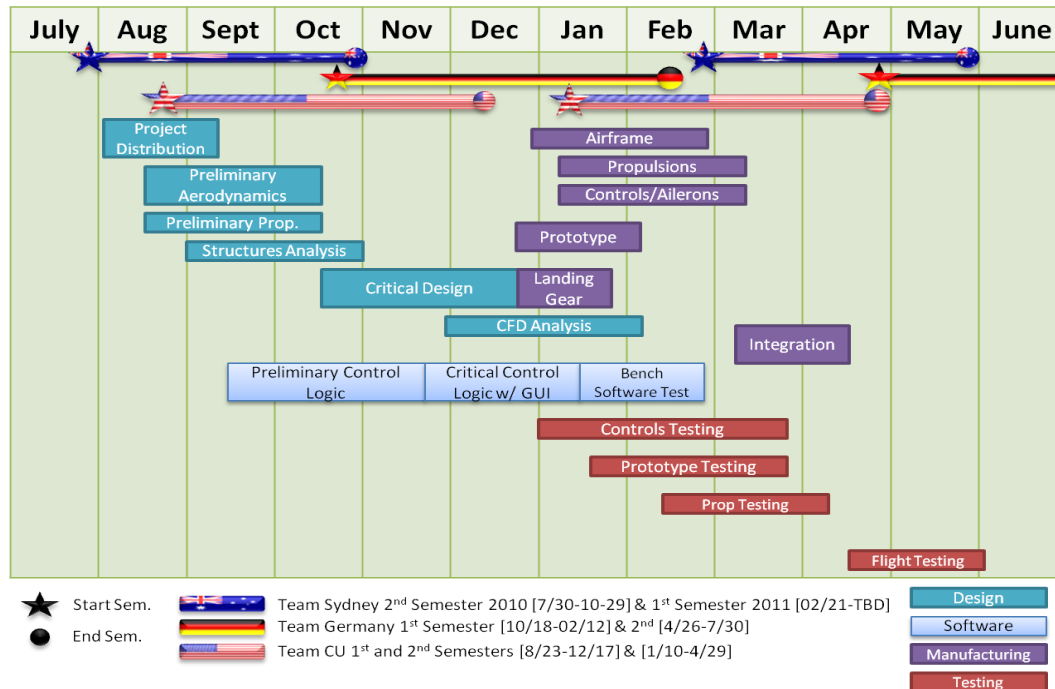 July Aug Sept Oct Nov Dec Jan Feb Mar Apr May June
Project
Distribution
Airframe
Propulsions
Preliminary
Aerodynamics
Controls/Ailerons
Preliminary Prop.
Prototype
Structures Analysis
Critical Design
Landing
Gear
CFD Analysis
Integration
Preliminary Control
Logic
Critical Control
Logic w/ GUI
Bench
Software Test
Controls Testing
Prototype Testing
Prop Testing
Flight Testing
Start Sem.
End Sem.
Team Sydney 2nd Semester 2010 [7/30-10-29] & 1st Semester 2011 [02/21-TBD]
Team Germany 1st Semester [10/18-02/12] & 2nd [4/26-7/30]
Team CU 1st and 2nd Semesters [8/23-12/17] & [1/10-4/29]
Design
Software
Manufacturing
Testing